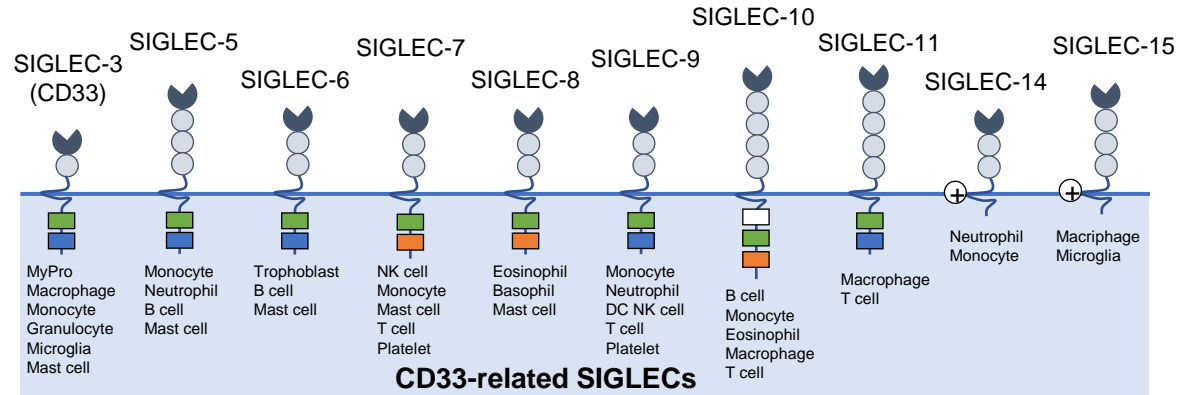 SIGLEC-3
(CD33)
SIGLEC-5
SIGLEC-6
SIGLEC-7
SIGLEC-8
SIGLEC-9
SIGLEC-10
SIGLEC-11
SIGLEC-14
SIGLEC-15
+
+
MyPro
Macrophage
Monocyte
Granulocyte
Microglia
Mast cell
Monocyte
Neutrophil
B cell
Mast cell
Trophoblast
B cell
Mast cell
NK cell
Monocyte
Mast cell
T cell
Platelet
Eosinophil
Basophil
Mast cell
Monocyte
Neutrophil
DC NK cell
T cell
Platelet
B cell
Monocyte
Eosinophil
Macrophage
T cell
Macrophage
T cell
Neutrophil
Monocyte
Macriphage
Microglia
CD33-related SIGLECs